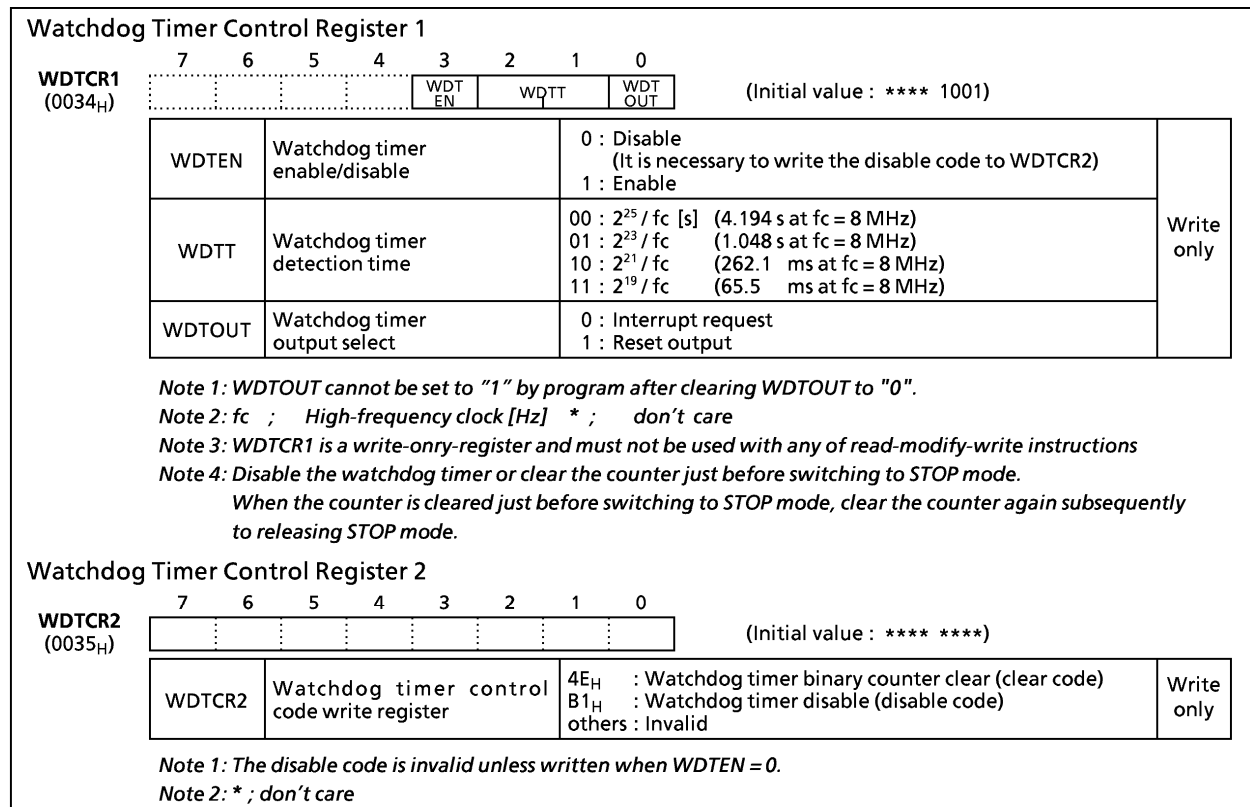 Watchdog Timer Control Register 1
7 6 5 4 3 2 1 0
WDTCR1
(0034H)
WDT EN
WDTT
WDT OUT
(Initial value : **** 1001)
WDTEN
Watchdog timer
enable/disable
0 : Disable
(It is necessary to write the disable code to WDTCR2)
1 : Enable
WDTT
Watchdog timer
detection time
00 : 2²⁵ / fc [s] (4.194 s at fc = 8 MHz)
01 : 2²³ / fc (1.048 s at fc = 8 MHz)
10 : 2²¹ / fc (262.1 ms at fc = 8 MHz)
11 : 2¹⁹ / fc (65.5 ms at fc = 8 MHz)
WDTOUT
Watchdog timer
output select
0 : Interrupt request
1 : Reset output
Write
only
Note 1: WDTOUT cannot be set to "1" by program after clearing WDTOUT to "0".
Note 2: fc ; High-frequency clock [Hz] * ; don't care
Note 3: WDTCR1 is a write-onry-register and must not be used with any of read-modify-write instructions
Note 4: Disable the watchdog timer or clear the counter just before switching to STOP mode.
When the counter is cleared just before switching to STOP mode, clear the counter again subsequently
to releasing STOP mode.
Watchdog Timer Control Register 2
7 6 5 4 3 2 1 0
WDTCR2
(0035H)
(Initial value : **** ****)
WDTCR2
Watchdog timer control
code write register
4EH : Watchdog timer binary counter clear (clear code)
B1H : Watchdog timer disable (disable code)
others : Invalid
Write
only
Note 1: The disable code is invalid unless written when WDTEN = 0.
Note 2: * ; don't care